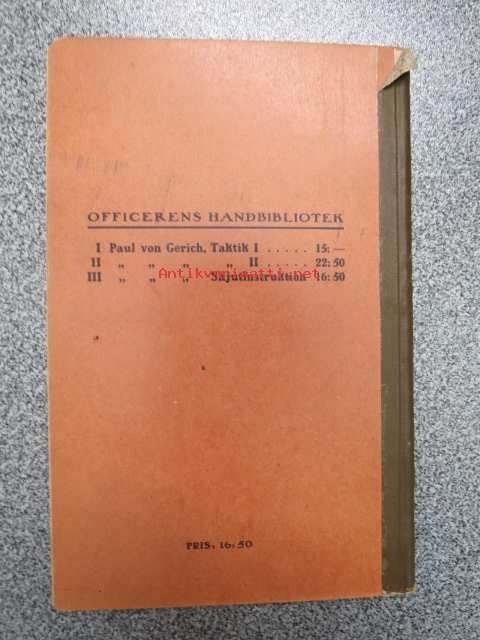 OFFICERENS HANDBIBLIOTEK
I Paul von Gerich, Taktik I . . . . . 15: —
II „ „ „ „ II . . . . . 22:50
Antikvariaatti.net
III „ „ „ Skjutinstruktion 16:50
PRIS: 16:50